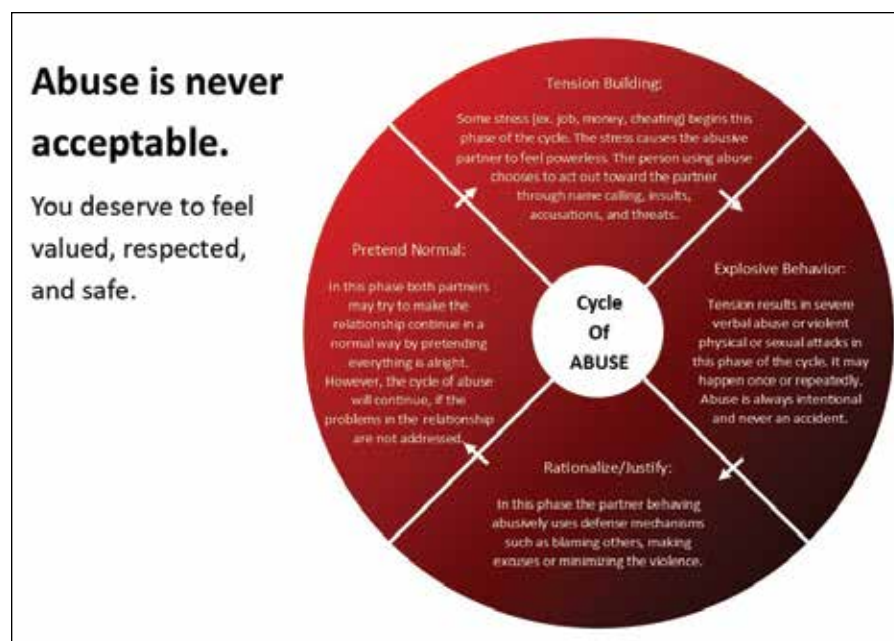 Abuse is never
acceptable.
You deserve to feel
valued, respected,
and safe.
Tension Building:
Some stress (ex. job, money, cheating) begins this
phase of the cycle. The stress causes the abusive
partner to feel powerless. The person using abuse
chooses to act out toward the partner
through name calling, insults,
accusations, and threats.
Explosive Behavior:
Tension results in severe
verbal abuse or violent
physical or sexual attacks in
this phase of the cycle. It may
happen once or repeatedly.
Abuse is always intentional
and never an accident.
Rationalize/Justify:
In this phase the partner behaving
abusively uses defense mechanisms
such as blaming others, making
excuses or minimizing the violence.
Pretend Normal:
In this phase both partners
may try to make the
relationship continue in a
normal way by pretending
everything is alright.
However, the cycle of abuse
will continue, if the
problems in the relationship
are not addressed.
Cycle
Of
ABUSE